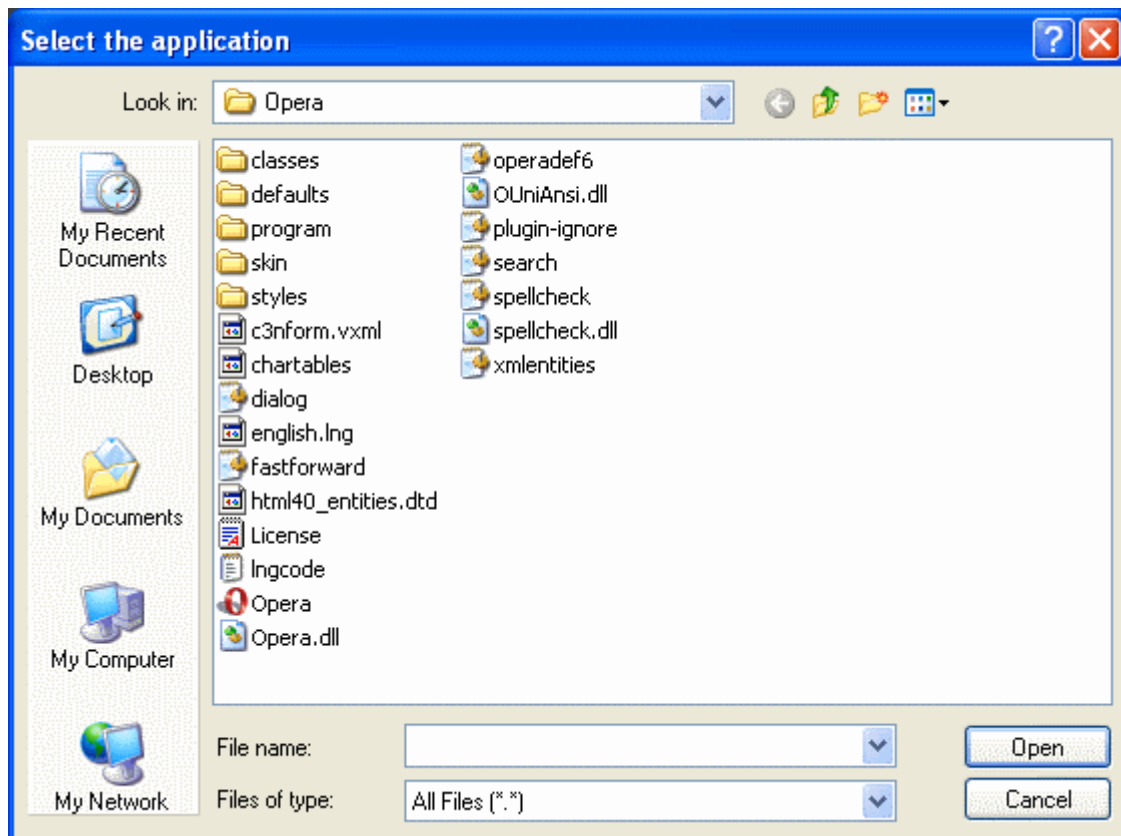 Select the application
Look in:
Opera
My Recent
Documents
Desktop
My Documents
My Computer
My Network
classes
defaults
program
skin
styles
c3nform.vxml
chartables
dialog
english.lng
fastforward
html40_entities.dtd
License
lngcode
Opera
Opera.dll
operadef6
OUniAnsi.dll
plugin-ignore
search
spellcheck
spellcheck.dll
xmlentities
File name:
Open
Files of type:
All Files (*.*)
Cancel